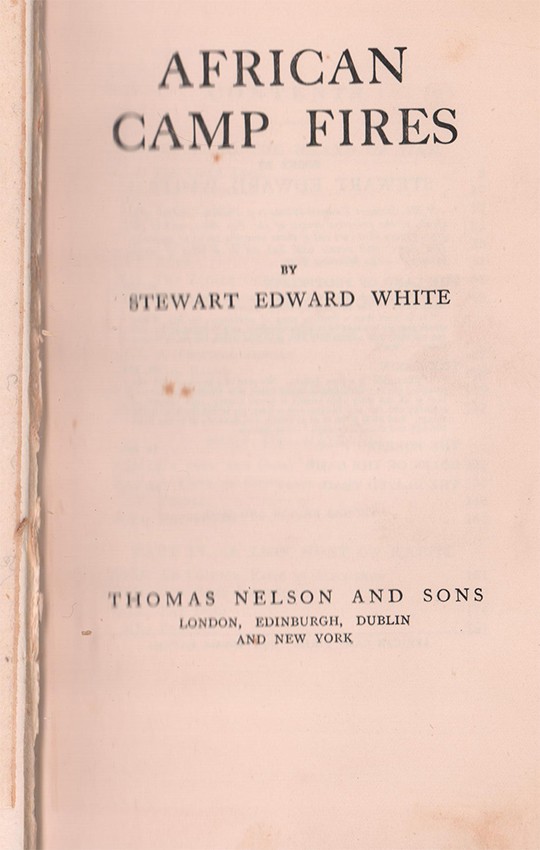 AFRICAN
CAMP FIRES
BY
STEWART EDWARD WHITE
THOMAS NELSON AND SONS
LONDON, EDINBURGH, DUBLIN
AND NEW YORK